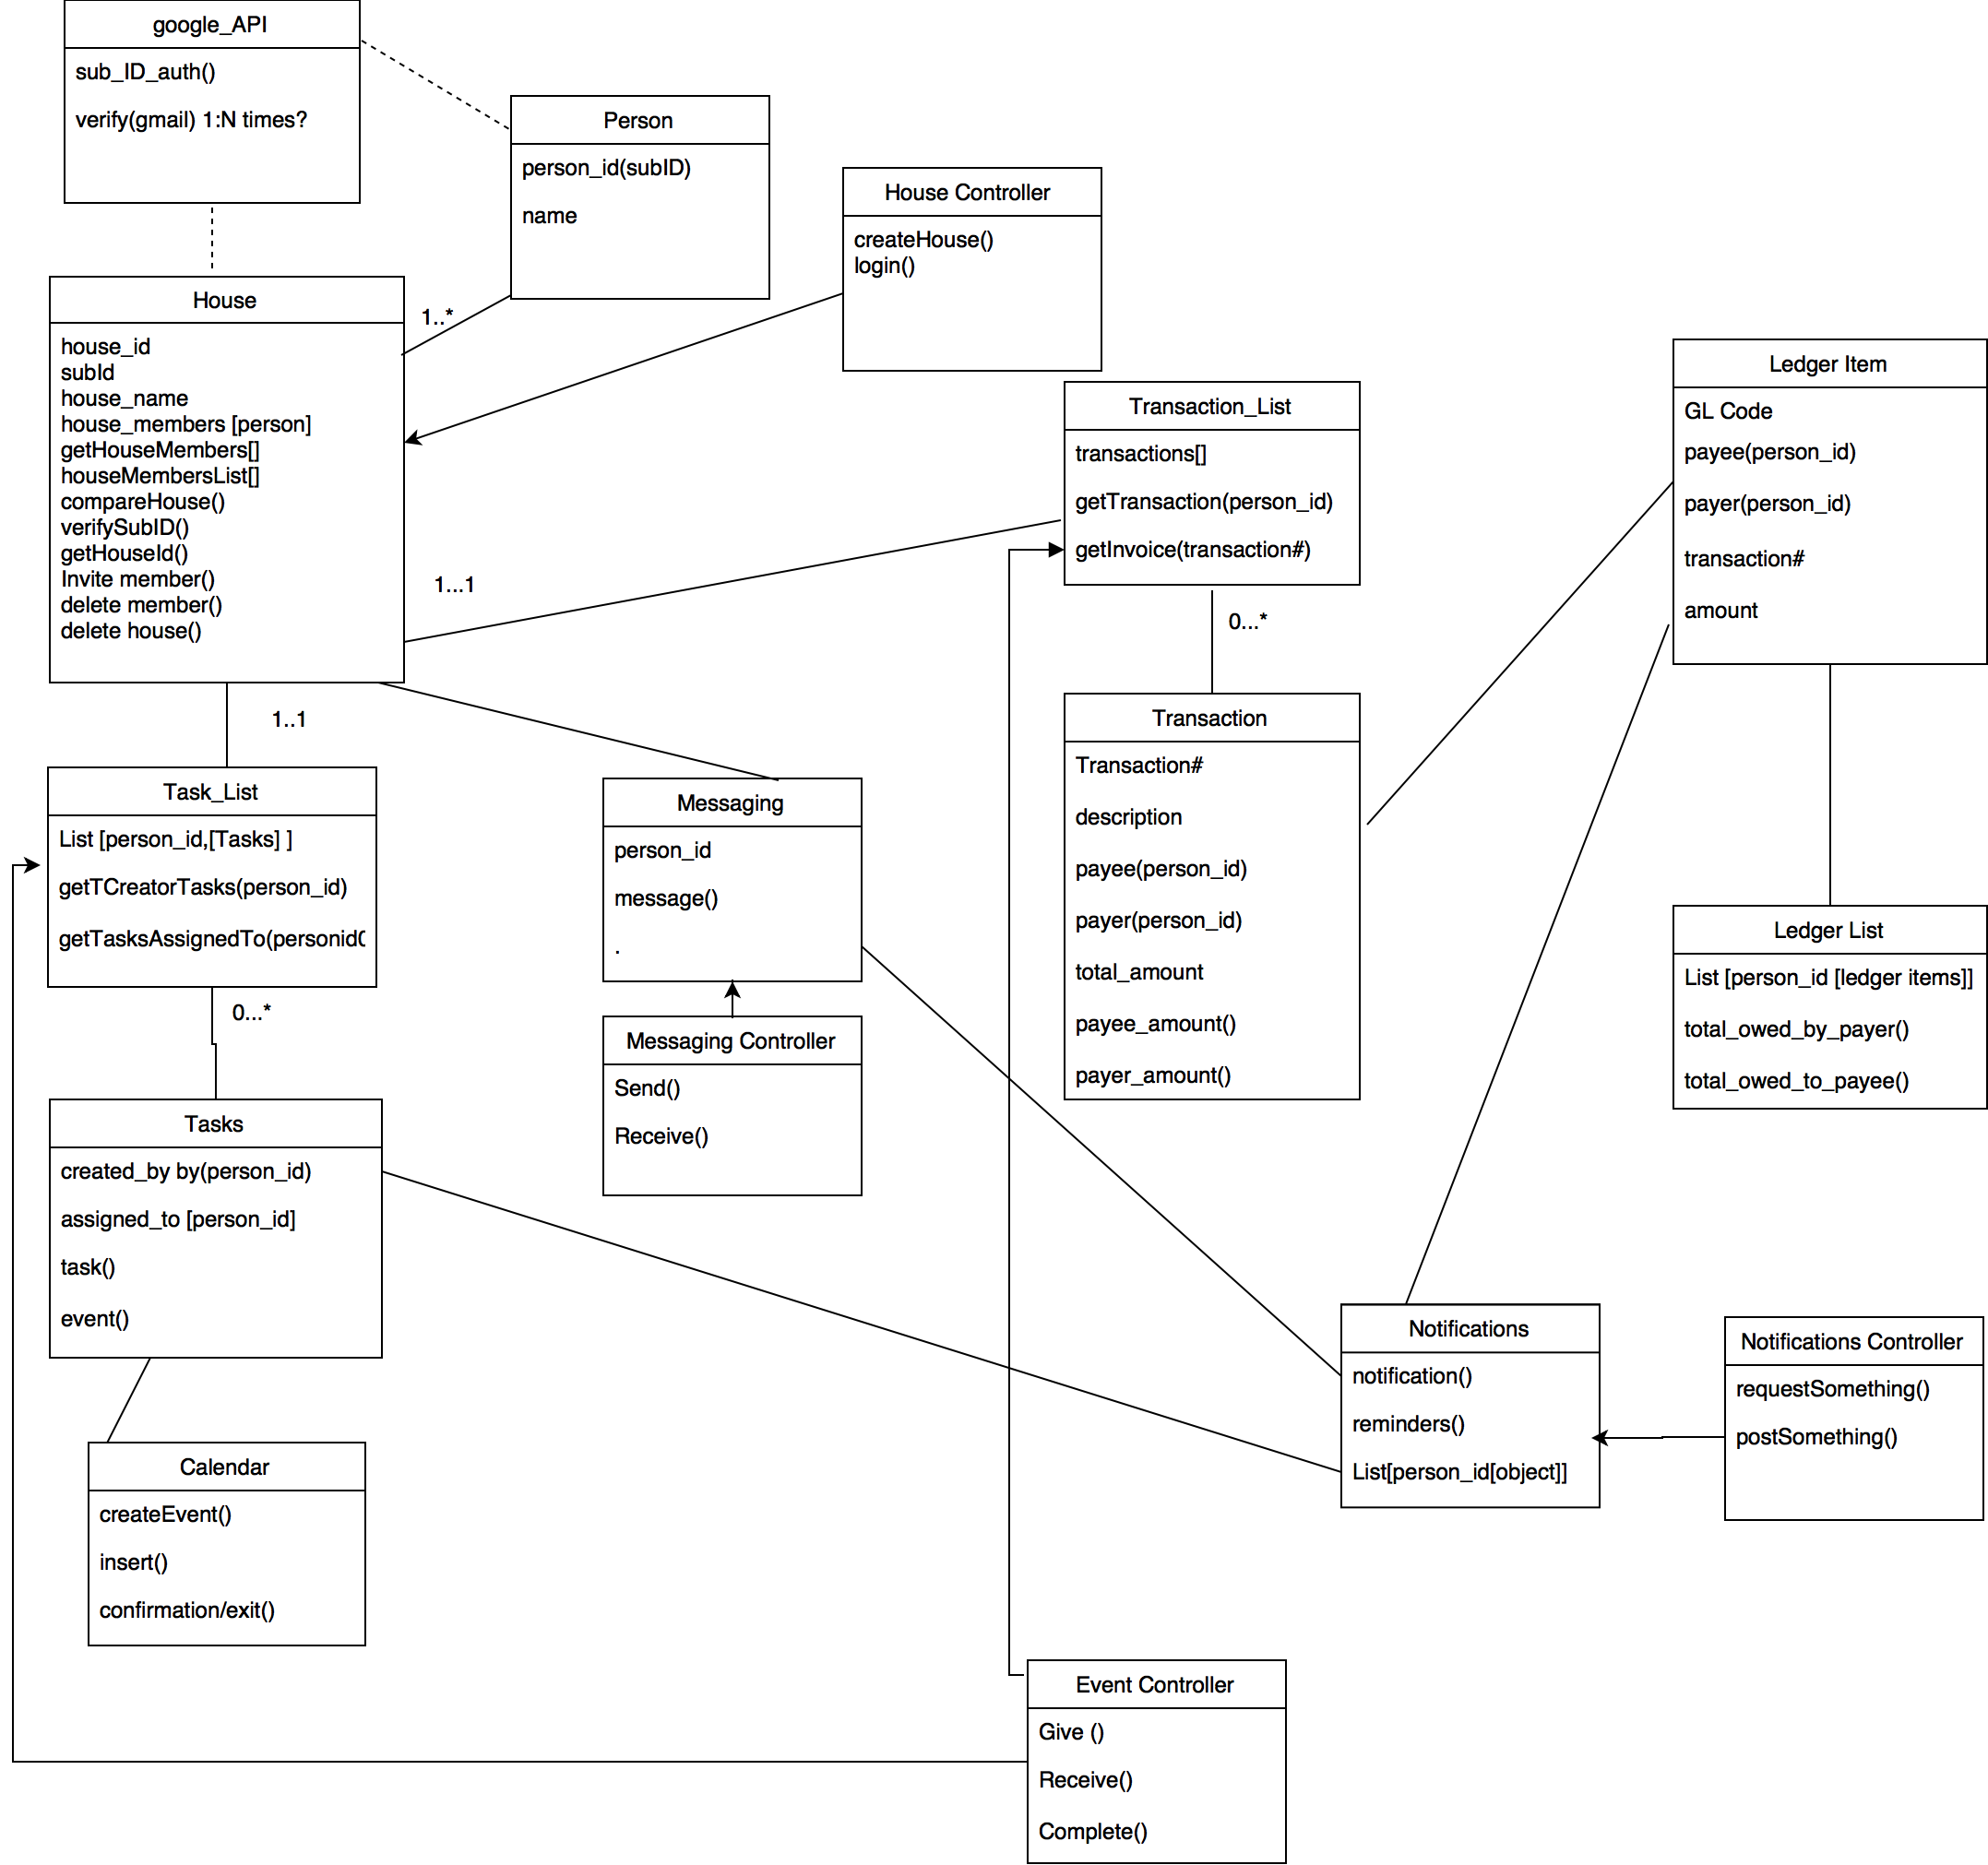 google_API
sub_ID_auth()
verify(gmail) 1:N times?
Person
person_id(subID)
name
House Controller
createHouse()
login()
House
house_id
subId
house_name
house_members [person]
getHouseMembers[]
houseMembersList[]
compareHouse()
verifySubID()
getHouseId()
Invite member()
delete member()
delete house()
1..*
1...1
1..1
Transaction_List
transactions[]
getTransaction(person_id)
getInvoice(transaction#)
0...*
Ledger Item
GL Code
payee(person_id)
payer(person_id)
transaction#
amount
Transaction
Transaction#
description
payee(person_id)
payer(person_id)
total_amount
payee_amount()
payer_amount()
Task_List
List [person_id,[Tasks] ]
getTCreatorTasks(person_id)
getTasksAssignedTo(personid(
0...*
Messaging
person_id
message()
.
Messaging Controller
Send()
Receive()
Ledger List
List [person_id [ledger items]]
total_owed_by_payer()
total_owed_to_payee()
Tasks
created_by by(person_id)
assigned_to [person_id]
task()
event()
Notifications
notification()
reminders()
List[person_id[object]]
Notifications Controller
requestSomething()
postSomething()
Calendar
createEvent()
insert()
confirmation/exit()
Event Controller
Give ()
Receive()
Complete()